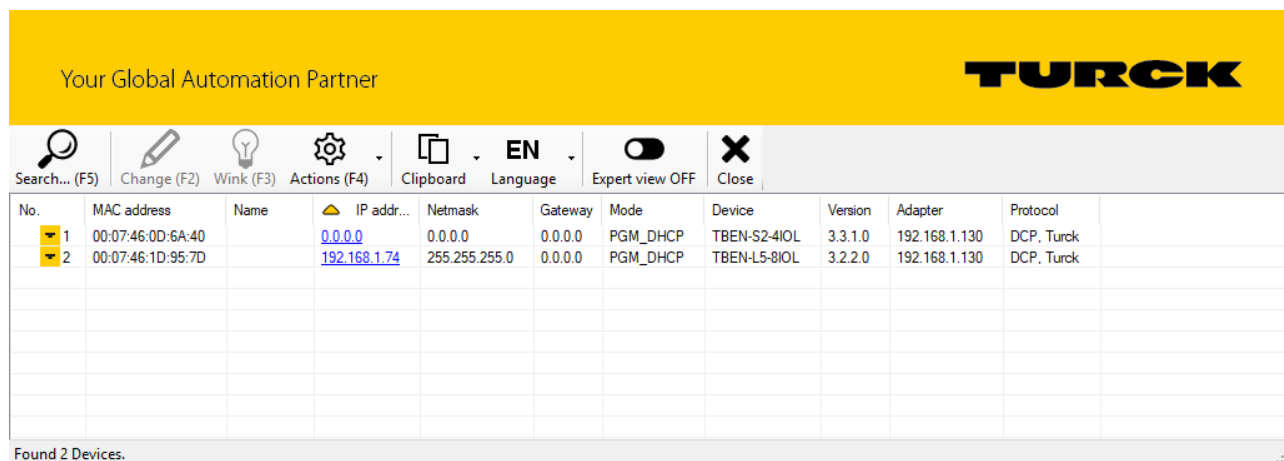 Your Global Automation Partner
TURCK
Search... (F5) Change (F2) Wink (F3) Actions (F4) Clipboard EN Language Expert view OFF Close
No. MAC address Name IP addr... Netmask Gateway Mode Device Version Adapter Protocol
1 00:07:46:0D:6A:40 0.0.0.0 0.0.0.0 0.0.0.0 PGM_DHCP TBEN-S2-4IOL 3.3.1.0 192.168.1.130 DCP, Turck
2 00:07:46:1D:95:7D 192.168.1.74 255.255.255.0 0.0.0.0 PGM_DHCP TBEN-L5-8IOL 3.2.2.0 192.168.1.130 DCP, Turck
Found 2 Devices.